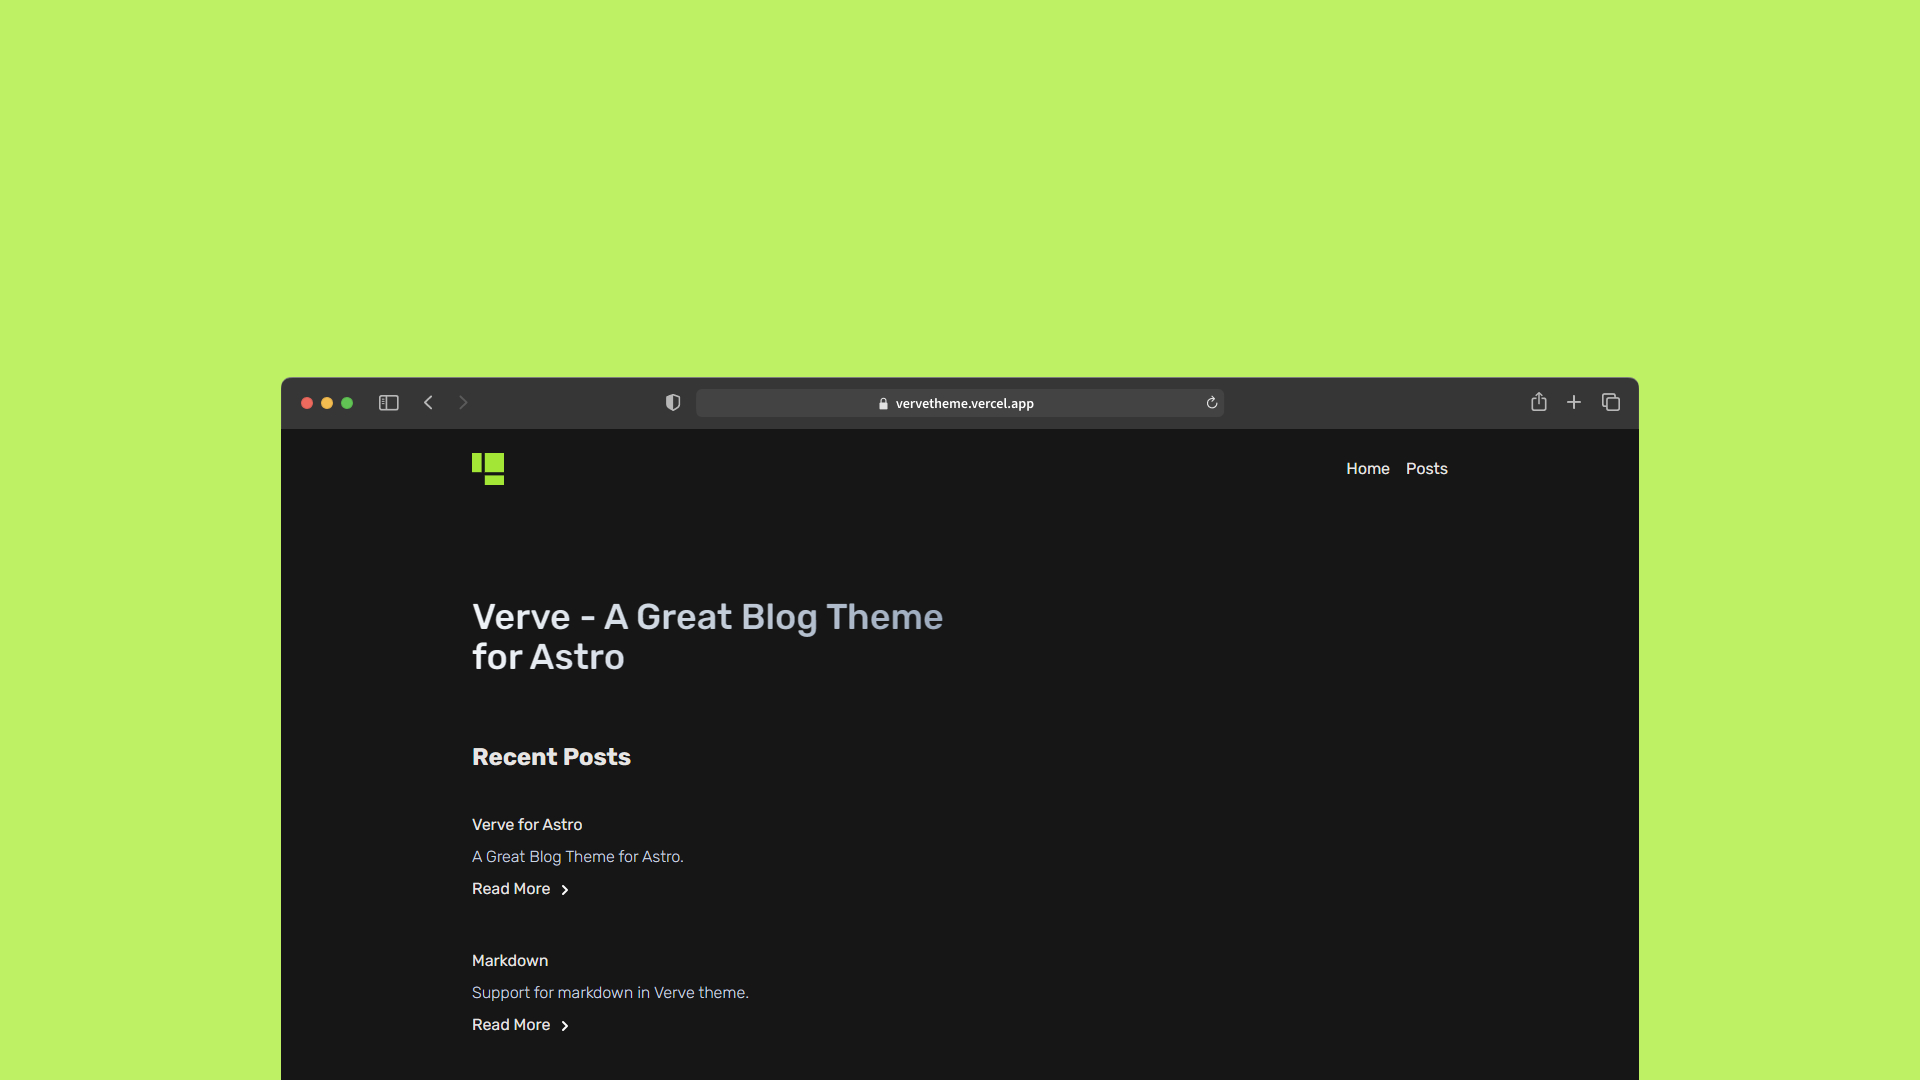 vervetheme.vercel.app
Home Posts
Verve - A Great Blog Theme
for Astro
Recent Posts
Verve for Astro
A Great Blog Theme for Astro.
Read More
Markdown
Support for markdown in Verve theme.
Read More